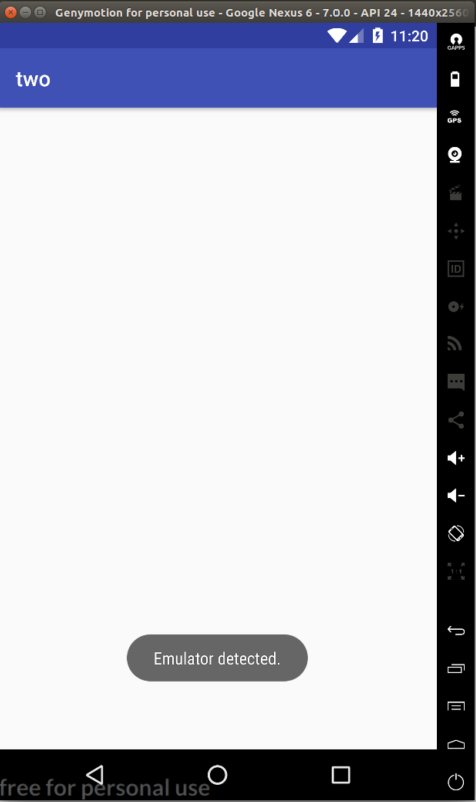 Genymotion for personal use - Google Nexus 6 - 7.0.0 - API 24 - 1440x2560
11:20
GAPPS
two
GPS
ID
1:1
Emulator detected.
free for personal use